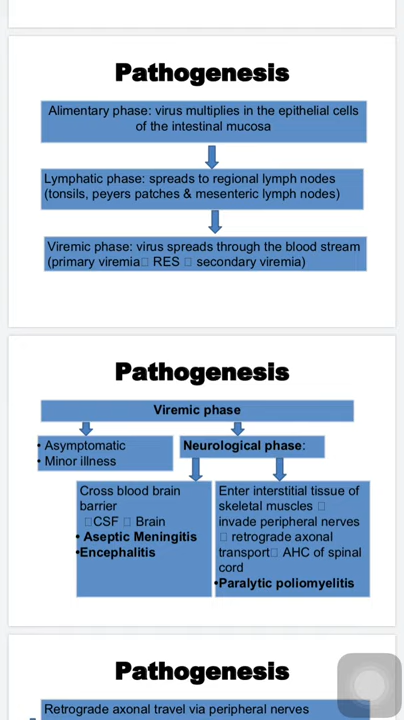 Pathogenesis
Alimentary phase: virus multiplies in the epithelial cells
of the intestinal mucosa
Lymphatic phase: spreads to regional lymph nodes
(tonsils, peyers patches & mesenteric lymph nodes)
Viremic phase: virus spreads through the blood stream
(primary viremia□ RES □ secondary viremia)
Pathogenesis
Viremic phase
• Asymptomatic
• Minor illness
Neurological phase:
Cross blood brain
barrier
□CSF □ Brain
• Aseptic Meningitis
•Encephalitis
Enter interstitial tissue of
skeletal muscles □
invade peripheral nerves
□ retrograde axonal
transport□ AHC of spinal
cord
•Paralytic poliomyelitis
Pathogenesis
Retrograde axonal travel via peripheral nerves